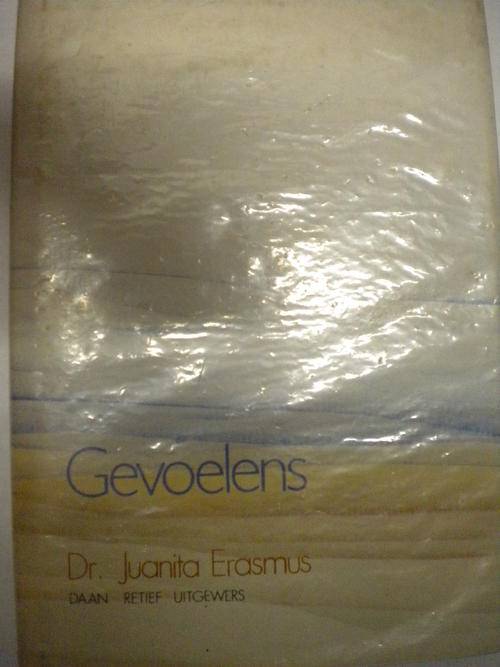 Gevoelens
Dr. Juanita Erasmus
DAAN RETIEF UITGEWERS